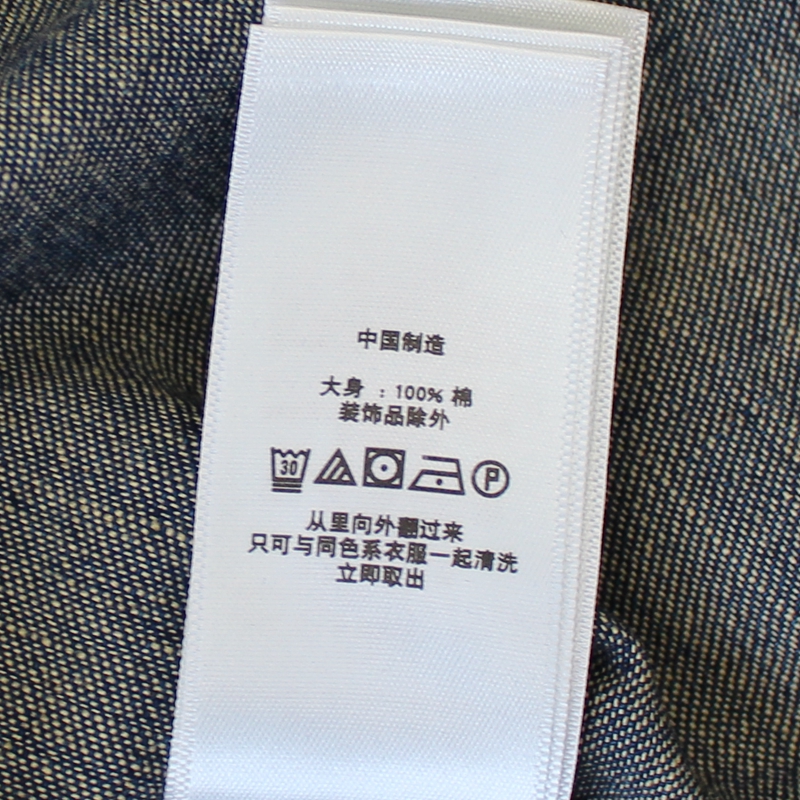 中国制造
大身 : 100% 棉
装饰品除外
30 P
从里向外翻过来
只可与同色系衣服一起清洗
立即取出